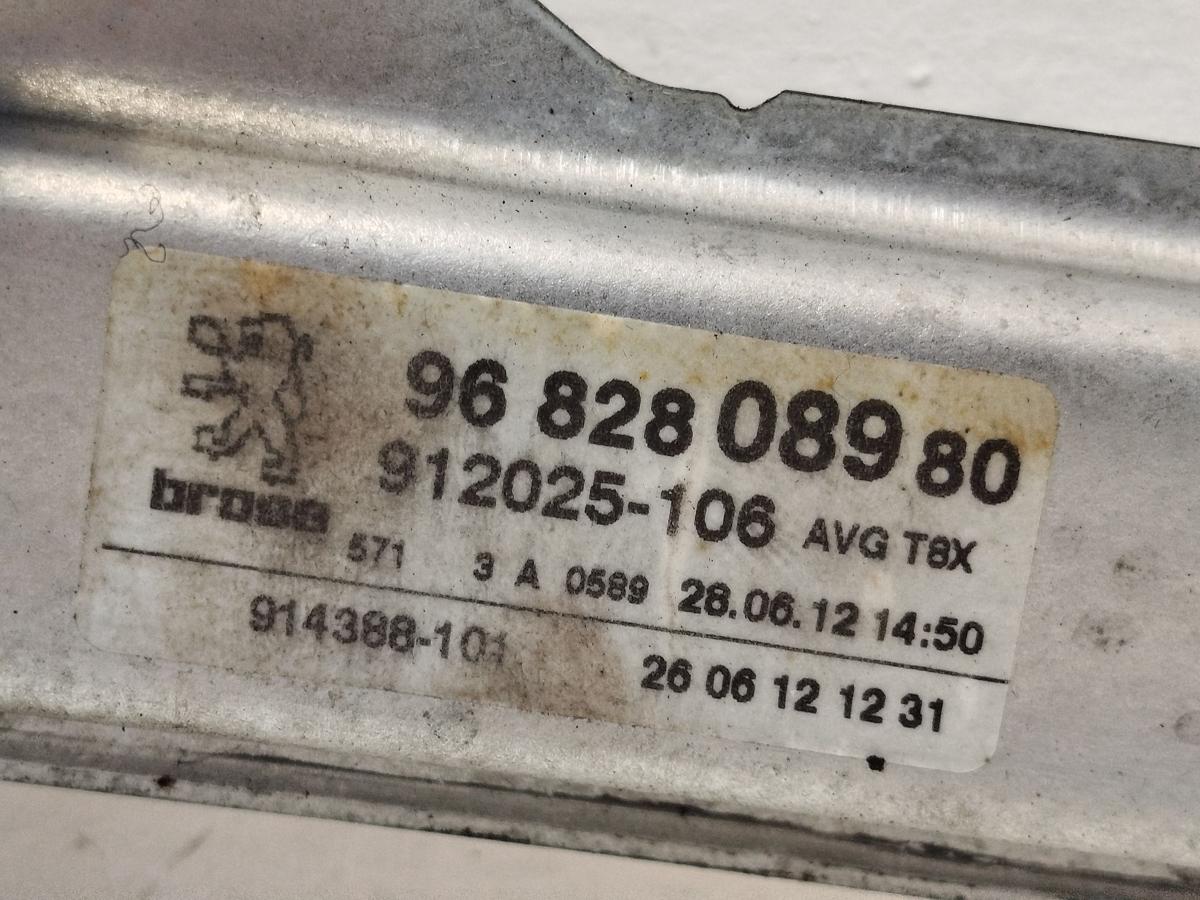 96 828 089 80
912025-106 AVG T8X
brose
571 3 A 0589 28.06.12 14:50
914388-101
26 06 12 12 31